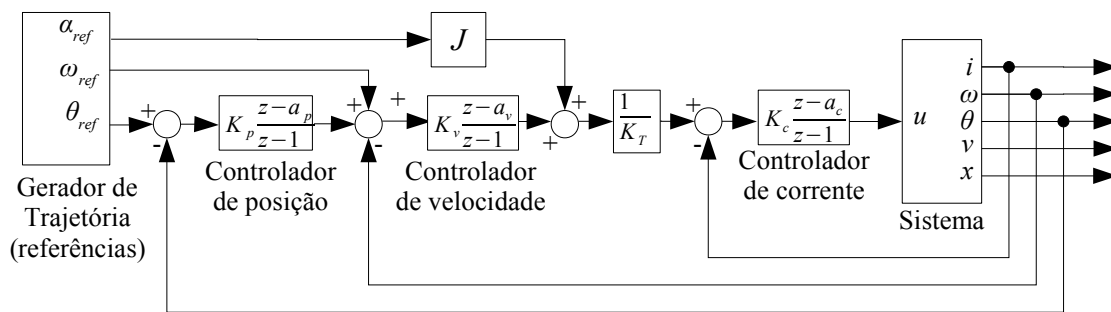 α_ref
ω_ref
θ_ref
Gerador de
Trajetória
(referências)
+
-
K_p (z−a_p)/(z−1)
Controlador
de posição
+
+
-
K_v (z−a_v)/(z−1)
Controlador
de velocidade
J
+
+
1/K_T
+
-
K_c (z−a_c)/(z−1)
Controlador
de corrente
u
i
ω
θ
v
x
Sistema